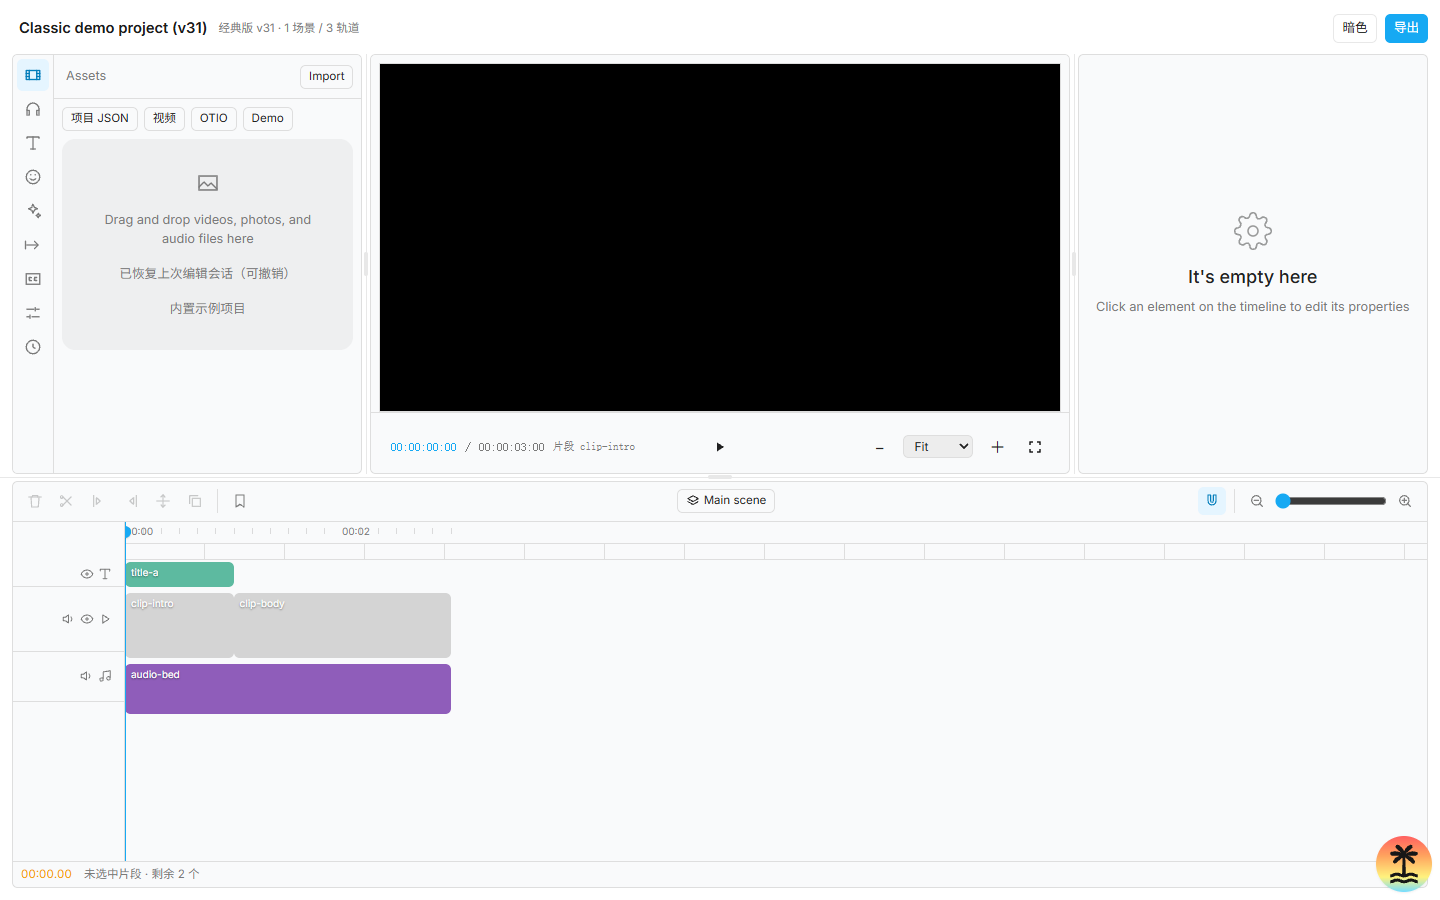 Classic demo project (v31) 经典版 v31 · 1 场景 / 3 轨道 暗色 导出
Assets Import
项目 JSON 视频 OTIO Demo
Drag and drop videos, photos, and
audio files here
已恢复上次编辑会话（可撤销）
内置示例项目
It's empty here
Click an element on the timeline to edit its properties
00:00:00:00 / 00:00:03:00 片段 clip-intro Fit
Main scene
0:00 00:02
title-a
clip-intro clip-body
audio-bed
00:00.00 未选中片段 · 剩余 2 个